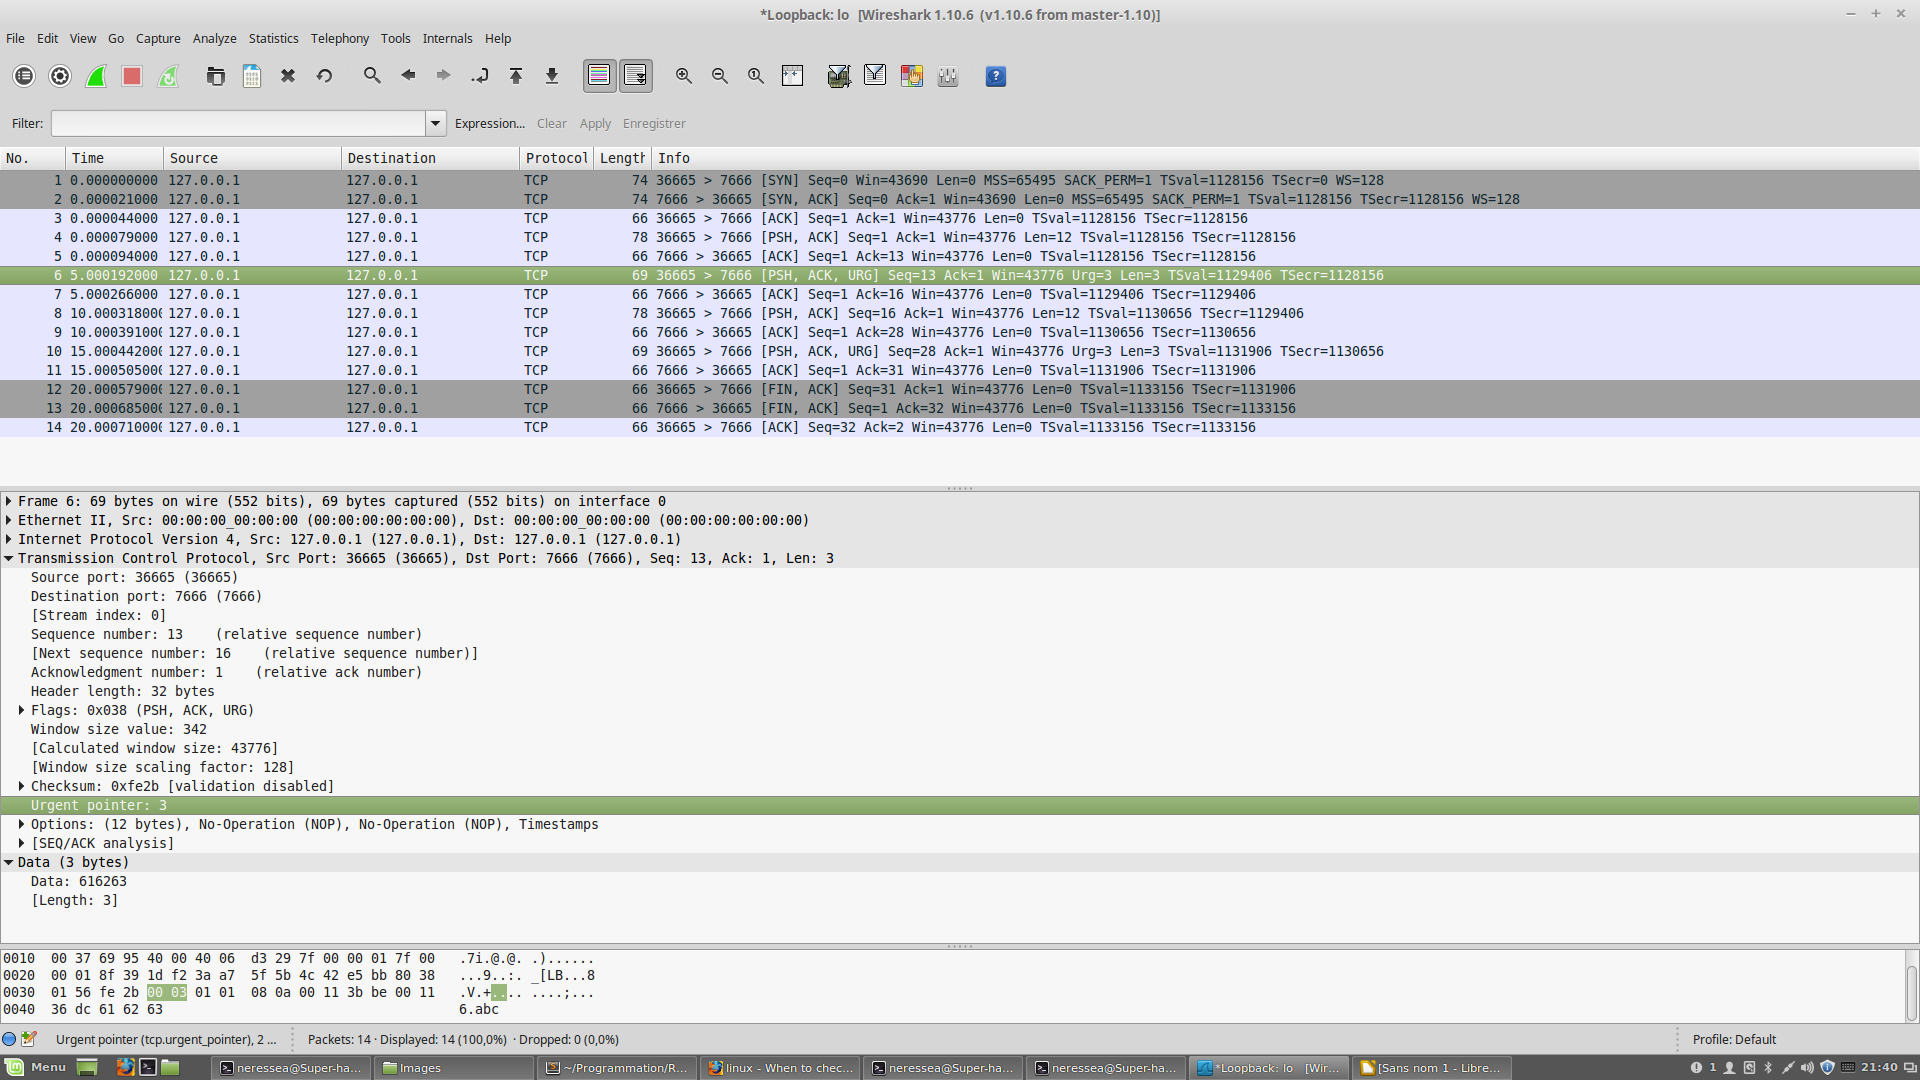 *Loopback: lo [Wireshark 1.10.6 (v1.10.6 from master-1.10)]
File Edit View Go Capture Analyze Statistics Telephony Tools Internals Help
Filter: Expression... Clear Apply Enregistrer
No. Time Source Destination Protocol Length Info
1 0.000000000 127.0.0.1 127.0.0.1 TCP 74 36665 > 7666 [SYN] Seq=0 Win=43690 Len=0 MSS=65495 SACK_PERM=1 TSval=1128156 TSecr=0 WS=128
2 0.000021000 127.0.0.1 127.0.0.1 TCP 74 7666 > 36665 [SYN, ACK] Seq=0 Ack=1 Win=43690 Len=0 MSS=65495 SACK_PERM=1 TSval=1128156 TSecr=1128156 WS=128
3 0.000044000 127.0.0.1 127.0.0.1 TCP 66 36665 > 7666 [ACK] Seq=1 Ack=1 Win=43776 Len=0 TSval=1128156 TSecr=1128156
4 0.000079000 127.0.0.1 127.0.0.1 TCP 78 36665 > 7666 [PSH, ACK] Seq=1 Ack=1 Win=43776 Len=12 TSval=1128156 TSecr=1128156
5 0.000094000 127.0.0.1 127.0.0.1 TCP 66 7666 > 36665 [ACK] Seq=1 Ack=13 Win=43776 Len=0 TSval=1128156 TSecr=1128156
6 5.000192000 127.0.0.1 127.0.0.1 TCP 69 36665 > 7666 [PSH, ACK, URG] Seq=13 Ack=1 Win=43776 Urg=3 Len=3 TSval=1129406 TSecr=1128156
7 5.000266000 127.0.0.1 127.0.0.1 TCP 66 7666 > 36665 [ACK] Seq=1 Ack=16 Win=43776 Len=0 TSval=1129406 TSecr=1129406
8 10.000318000 127.0.0.1 127.0.0.1 TCP 78 36665 > 7666 [PSH, ACK] Seq=16 Ack=1 Win=43776 Len=12 TSval=1130656 TSecr=1129406
9 10.000391000 127.0.0.1 127.0.0.1 TCP 66 7666 > 36665 [ACK] Seq=1 Ack=28 Win=43776 Len=0 TSval=1130656 TSecr=1130656
10 15.000442000 127.0.0.1 127.0.0.1 TCP 69 36665 > 7666 [PSH, ACK, URG] Seq=28 Ack=1 Win=43776 Urg=3 Len=3 TSval=1131906 TSecr=1130656
11 15.000505000 127.0.0.1 127.0.0.1 TCP 66 7666 > 36665 [ACK] Seq=1 Ack=31 Win=43776 Len=0 TSval=1131906 TSecr=1131906
12 20.000579000 127.0.0.1 127.0.0.1 TCP 66 36665 > 7666 [FIN, ACK] Seq=31 Ack=1 Win=43776 Len=0 TSval=1133156 TSecr=1131906
13 20.000685000 127.0.0.1 127.0.0.1 TCP 66 7666 > 36665 [FIN, ACK] Seq=1 Ack=32 Win=43776 Len=0 TSval=1133156 TSecr=1133156
14 20.000710000 127.0.0.1 127.0.0.1 TCP 66 36665 > 7666 [ACK] Seq=32 Ack=2 Win=43776 Len=0 TSval=1133156 TSecr=1133156
Frame 6: 69 bytes on wire (552 bits), 69 bytes captured (552 bits) on interface 0
Ethernet II, Src: 00:00:00_00:00:00 (00:00:00:00:00:00), Dst: 00:00:00_00:00:00 (00:00:00:00:00:00)
Internet Protocol Version 4, Src: 127.0.0.1 (127.0.0.1), Dst: 127.0.0.1 (127.0.0.1)
Transmission Control Protocol, Src Port: 36665 (36665), Dst Port: 7666 (7666), Seq: 13, Ack: 1, Len: 3
Source port: 36665 (36665)
Destination port: 7666 (7666)
[Stream index: 0]
Sequence number: 13 (relative sequence number)
[Next sequence number: 16 (relative sequence number)]
Acknowledgment number: 1 (relative ack number)
Header length: 32 bytes
Flags: 0x038 (PSH, ACK, URG)
Window size value: 342
[Calculated window size: 43776]
[Window size scaling factor: 128]
Checksum: 0xfe2b [validation disabled]
Urgent pointer: 3
Options: (12 bytes), No-Operation (NOP), No-Operation (NOP), Timestamps
[SEQ/ACK analysis]
Data (3 bytes)
Data: 616263
[Length: 3]
0010 00 37 69 95 40 00 40 06 d3 29 7f 00 00 01 7f 00 .7i.@.@. .)......
0020 00 01 8f 39 1d f2 3a a7 5f 5b 4c 42 e5 bb 80 38 ...9..:. _[LB...8
0030 01 56 fe 2b 00 03 01 01 08 0a 00 11 3b be 00 11 .V.+.... ....;...
0040 36 dc 61 62 63 6.abc
Urgent pointer (tcp.urgent_pointer), 2 ... Packets: 14 · Displayed: 14 (100,0%) · Dropped: 0 (0,0%) Profile: Default
Menu neressea@Super-ha... Images ~/Programmation/R... linux - When to chec... neressea@Super-ha... neressea@Super-ha... *Loopback: lo [Wir... [Sans nom 1 - Libre... 1 21:40